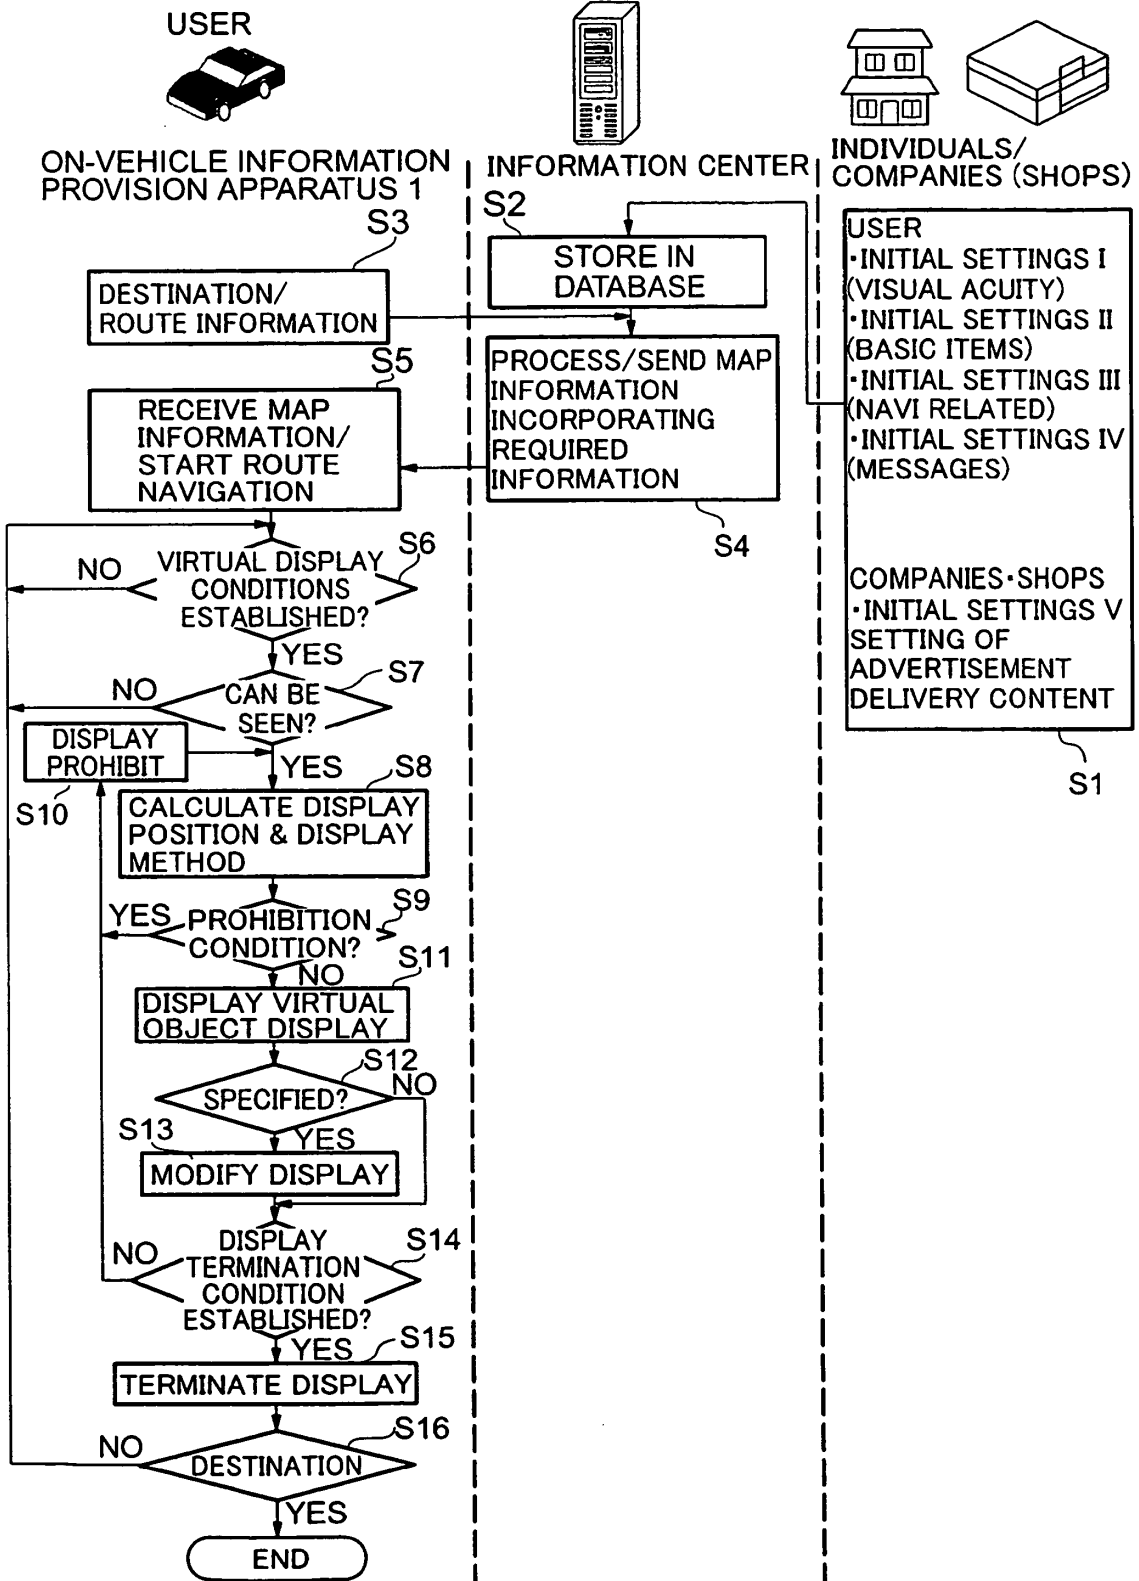 USER
ON-VEHICLE INFORMATION
PROVISION APPARATUS 1
INFORMATION CENTER
INDIVIDUALS/
COMPANIES (SHOPS)
S3
DESTINATION/
ROUTE INFORMATION
S2
STORE IN
DATABASE
USER
・INITIAL SETTINGS I
(VISUAL ACUITY)
・INITIAL SETTINGS II
(BASIC ITEMS)
・INITIAL SETTINGS III
(NAVI RELATED)
・INITIAL SETTINGS IV
(MESSAGES)
COMPANIES・SHOPS
・INITIAL SETTINGS V
SETTING OF
ADVERTISEMENT
DELIVERY CONTENT
S1
PROCESS/SEND MAP
INFORMATION
INCORPORATING
REQUIRED
INFORMATION
S4
S5
RECEIVE MAP
INFORMATION/
START ROUTE
NAVIGATION
S6
NO
VIRTUAL DISPLAY
CONDITIONS
ESTABLISHED?
YES
S7
NO
CAN BE
SEEN?
YES
DISPLAY
PROHIBIT
S10
S8
CALCULATE DISPLAY
POSITION & DISPLAY
METHOD
S9
YES
PROHIBITION
CONDITION?
NO
S11
DISPLAY VIRTUAL
OBJECT DISPLAY
S12
NO
SPECIFIED?
YES
S13
MODIFY DISPLAY
S14
NO
DISPLAY
TERMINATION
CONDITION
ESTABLISHED?
YES
S15
TERMINATE DISPLAY
S16
NO
DESTINATION
YES
END